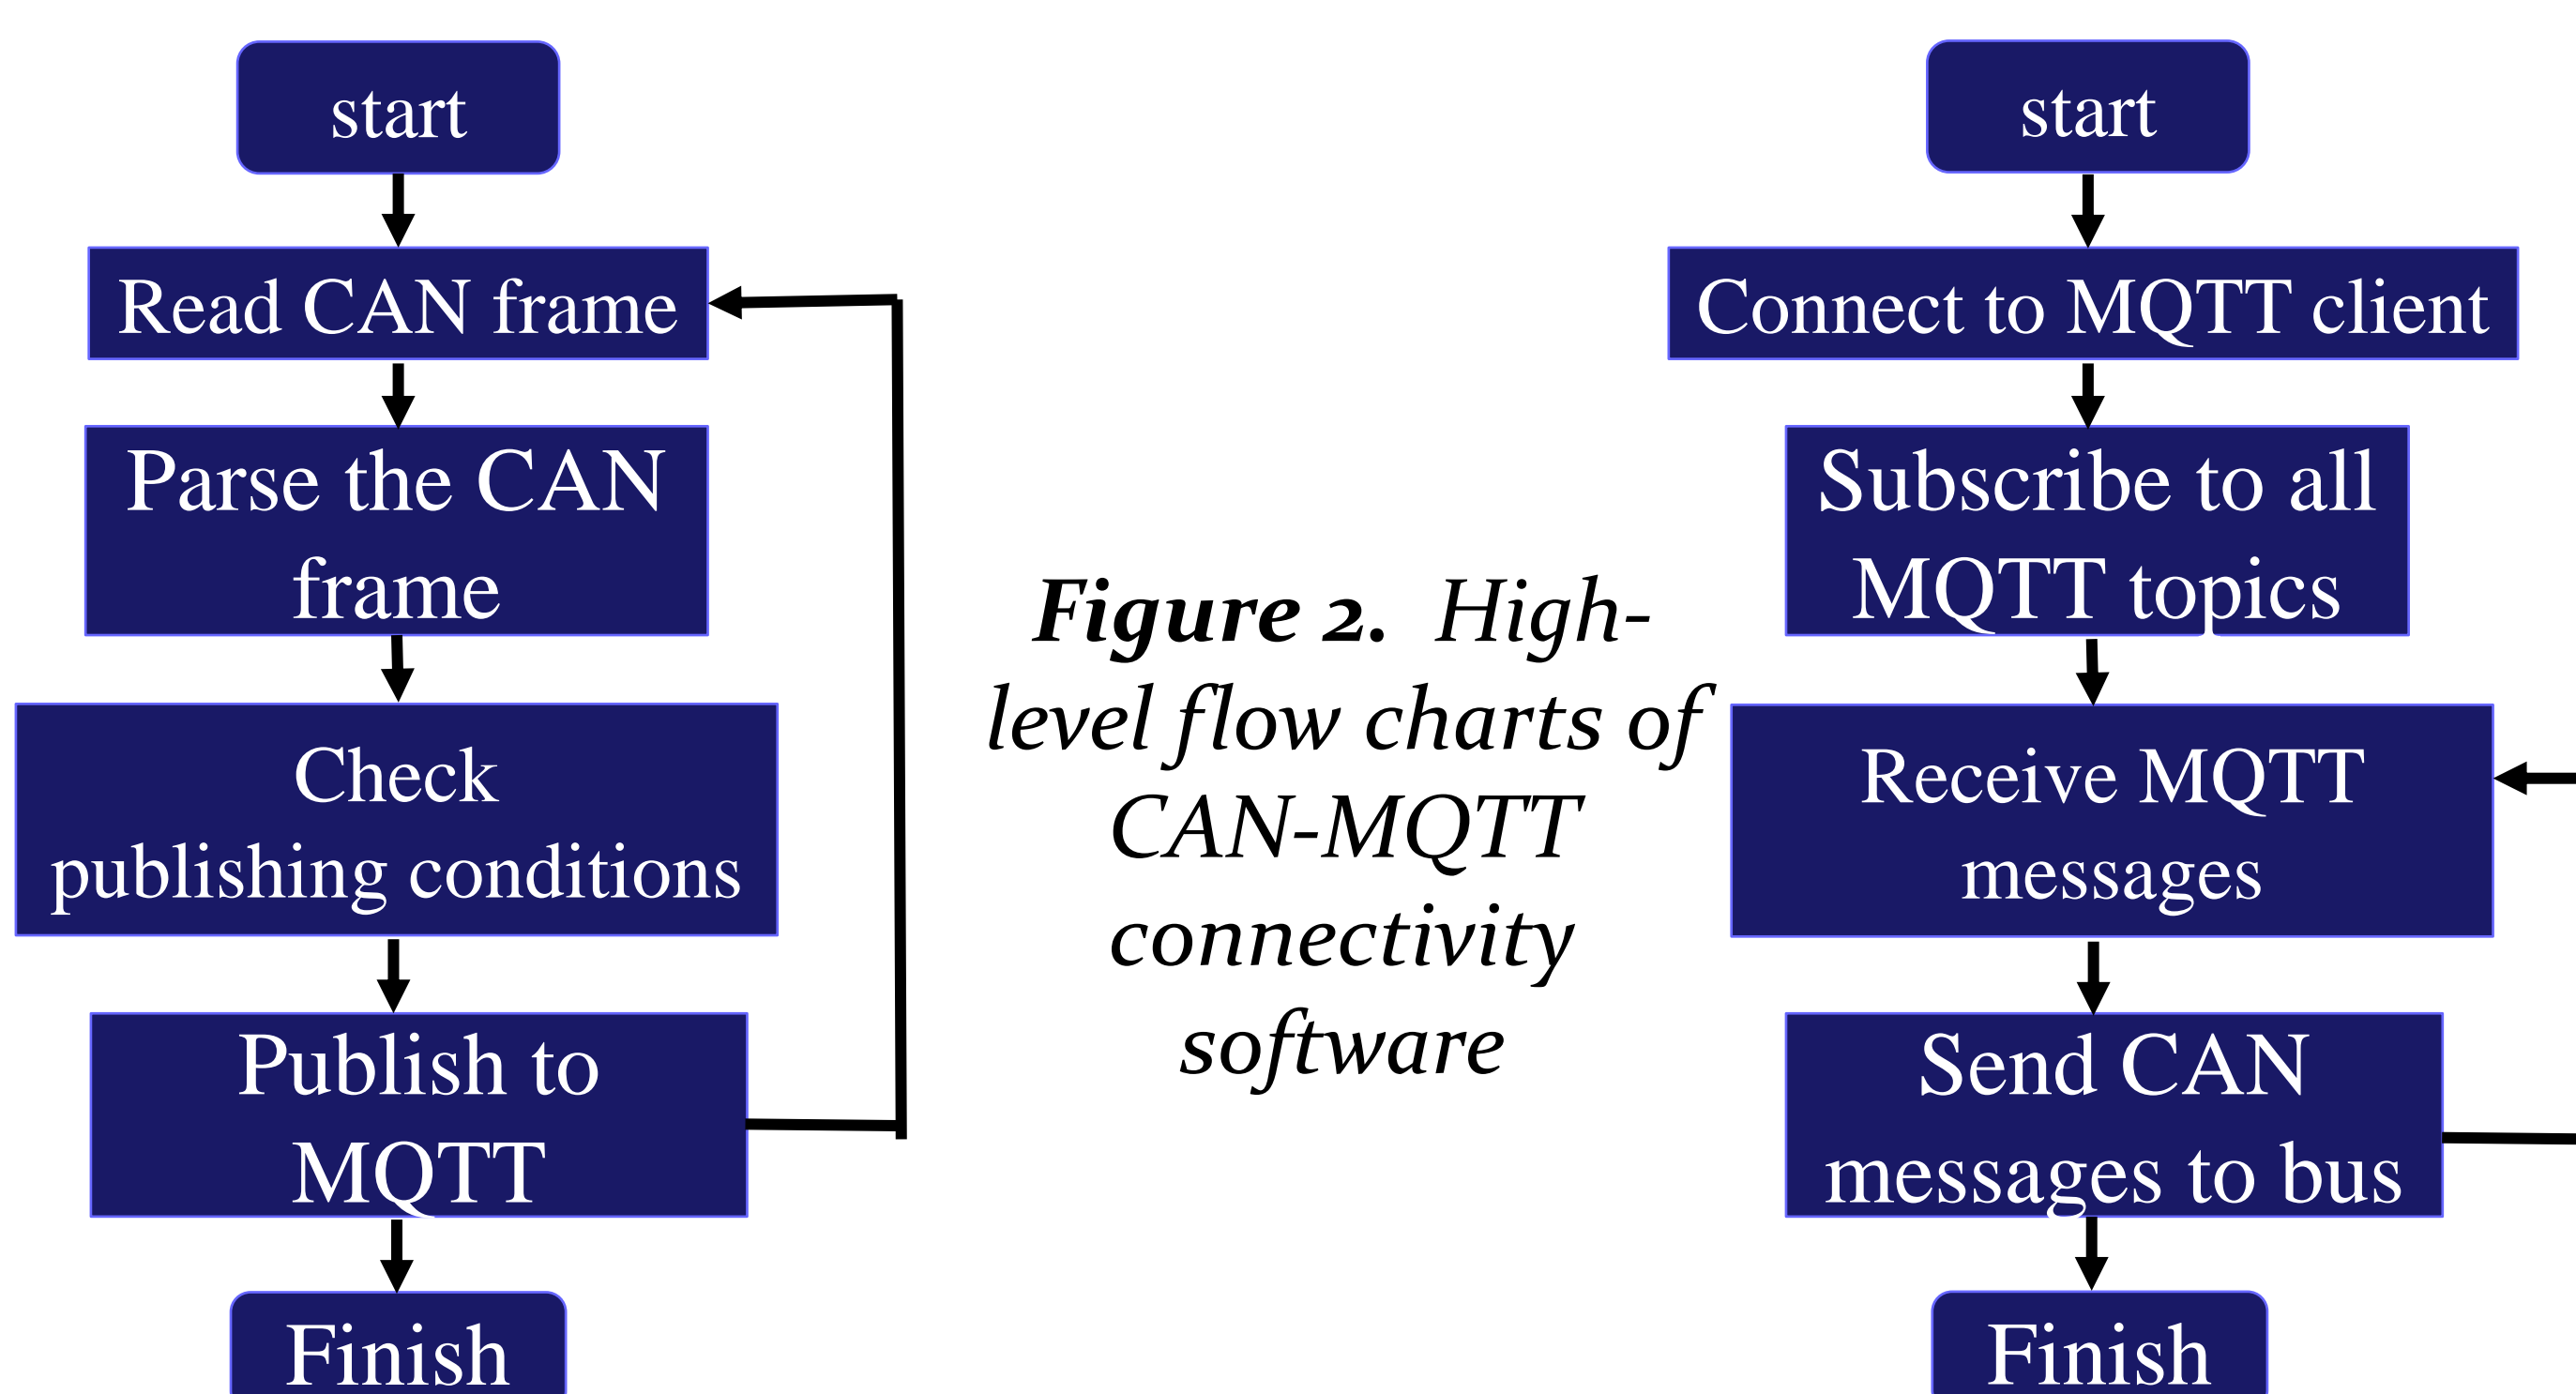 start
Read CAN frame
Parse the CAN
frame
Check
publishing conditions
Publish to
MQTT
Finish
Figure 2.  High-
level flow charts of
CAN-MQTT
connectivity
software
start
Connect to MQTT client
Subscribe to all
MQTT topics
Receive MQTT
messages
Send CAN
messages to bus
Finish